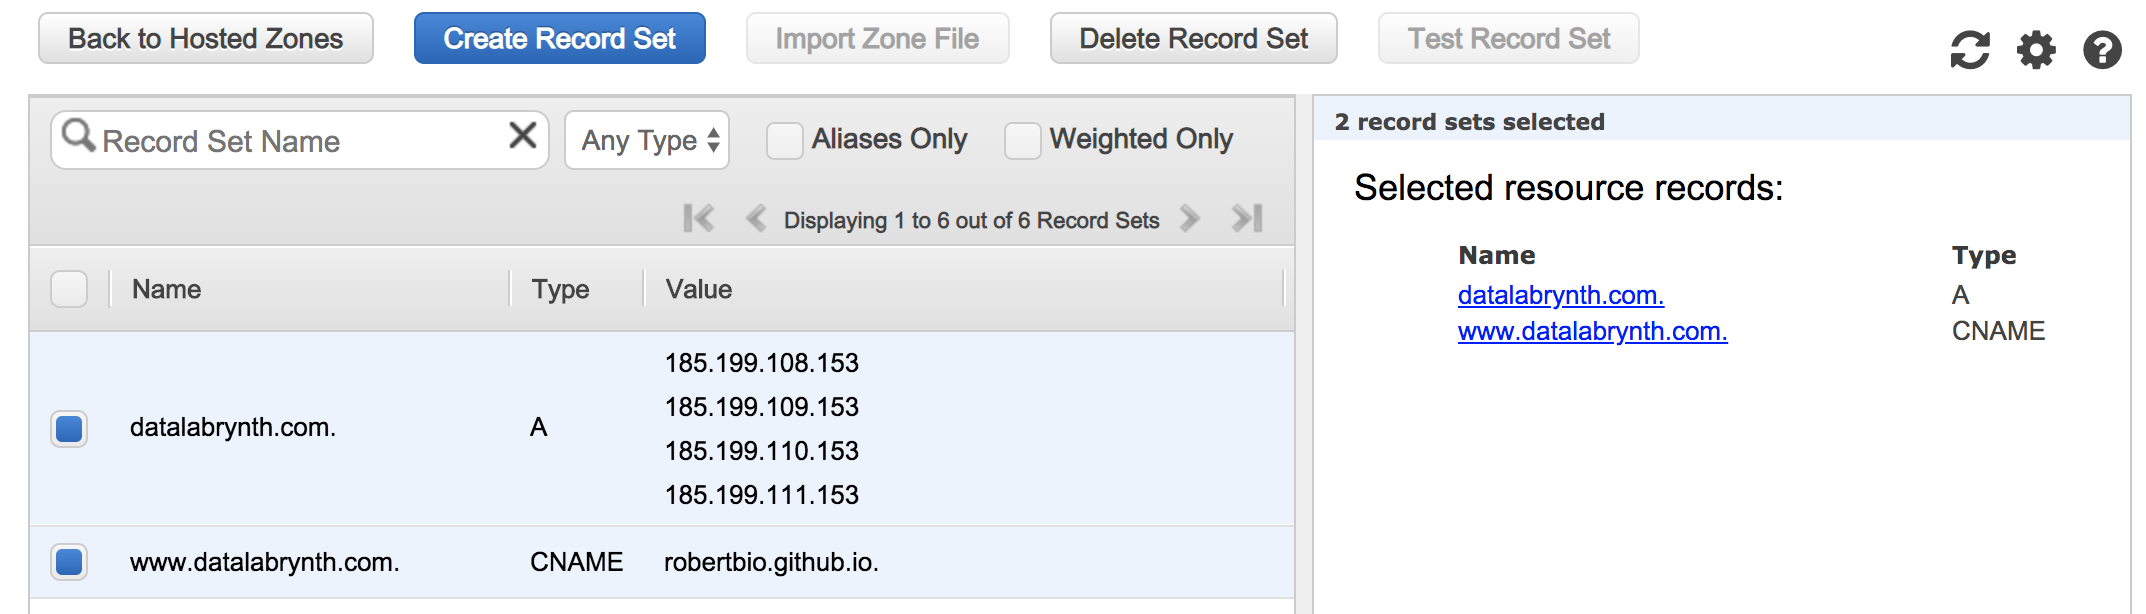 Back to Hosted Zones Create Record Set Import Zone File Delete Record Set Test Record Set
Record Set Name Any Type Aliases Only Weighted Only
Displaying 1 to 6 out of 6 Record Sets
Name Type Value
datalabrynth.com. A 185.199.108.153
185.199.109.153
185.199.110.153
185.199.111.153
www.datalabrynth.com. CNAME robertbio.github.io.
2 record sets selected
Selected resource records:
Name Type
datalabrynth.com. A
www.datalabrynth.com. CNAME